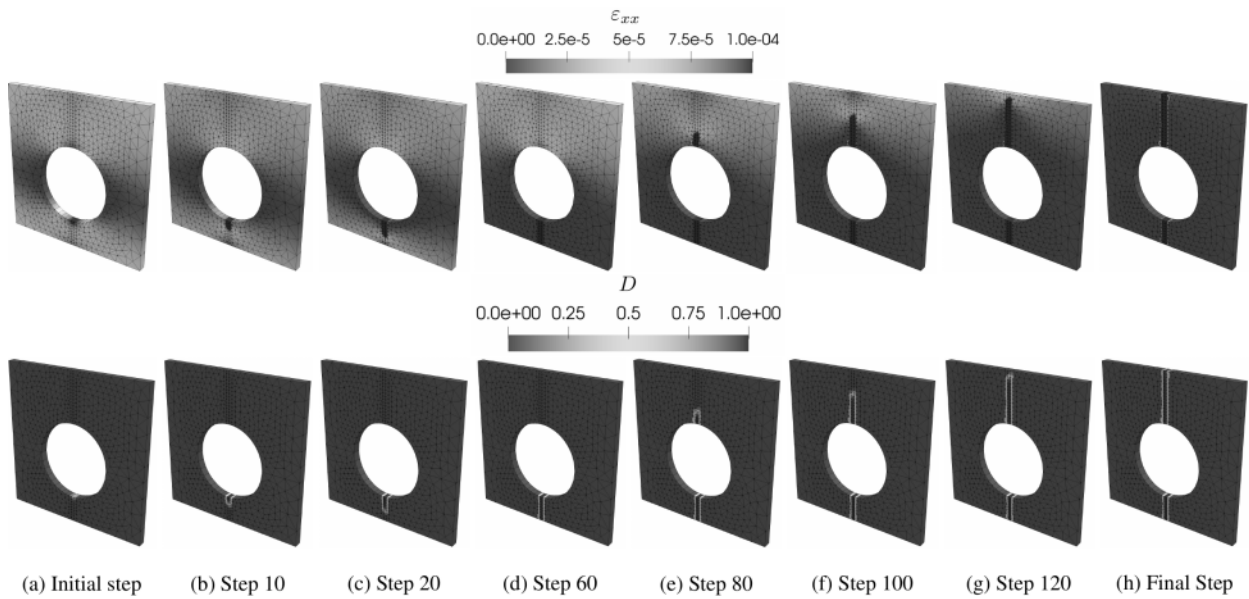 εxx
0.0e+00 2.5e-5 5e-5 7.5e-5 1.0e-04
D
0.0e+00 0.25 0.5 0.75 1.0e+00
(a) Initial step (b) Step 10 (c) Step 20 (d) Step 60 (e) Step 80 (f) Step 100 (g) Step 120 (h) Final Step